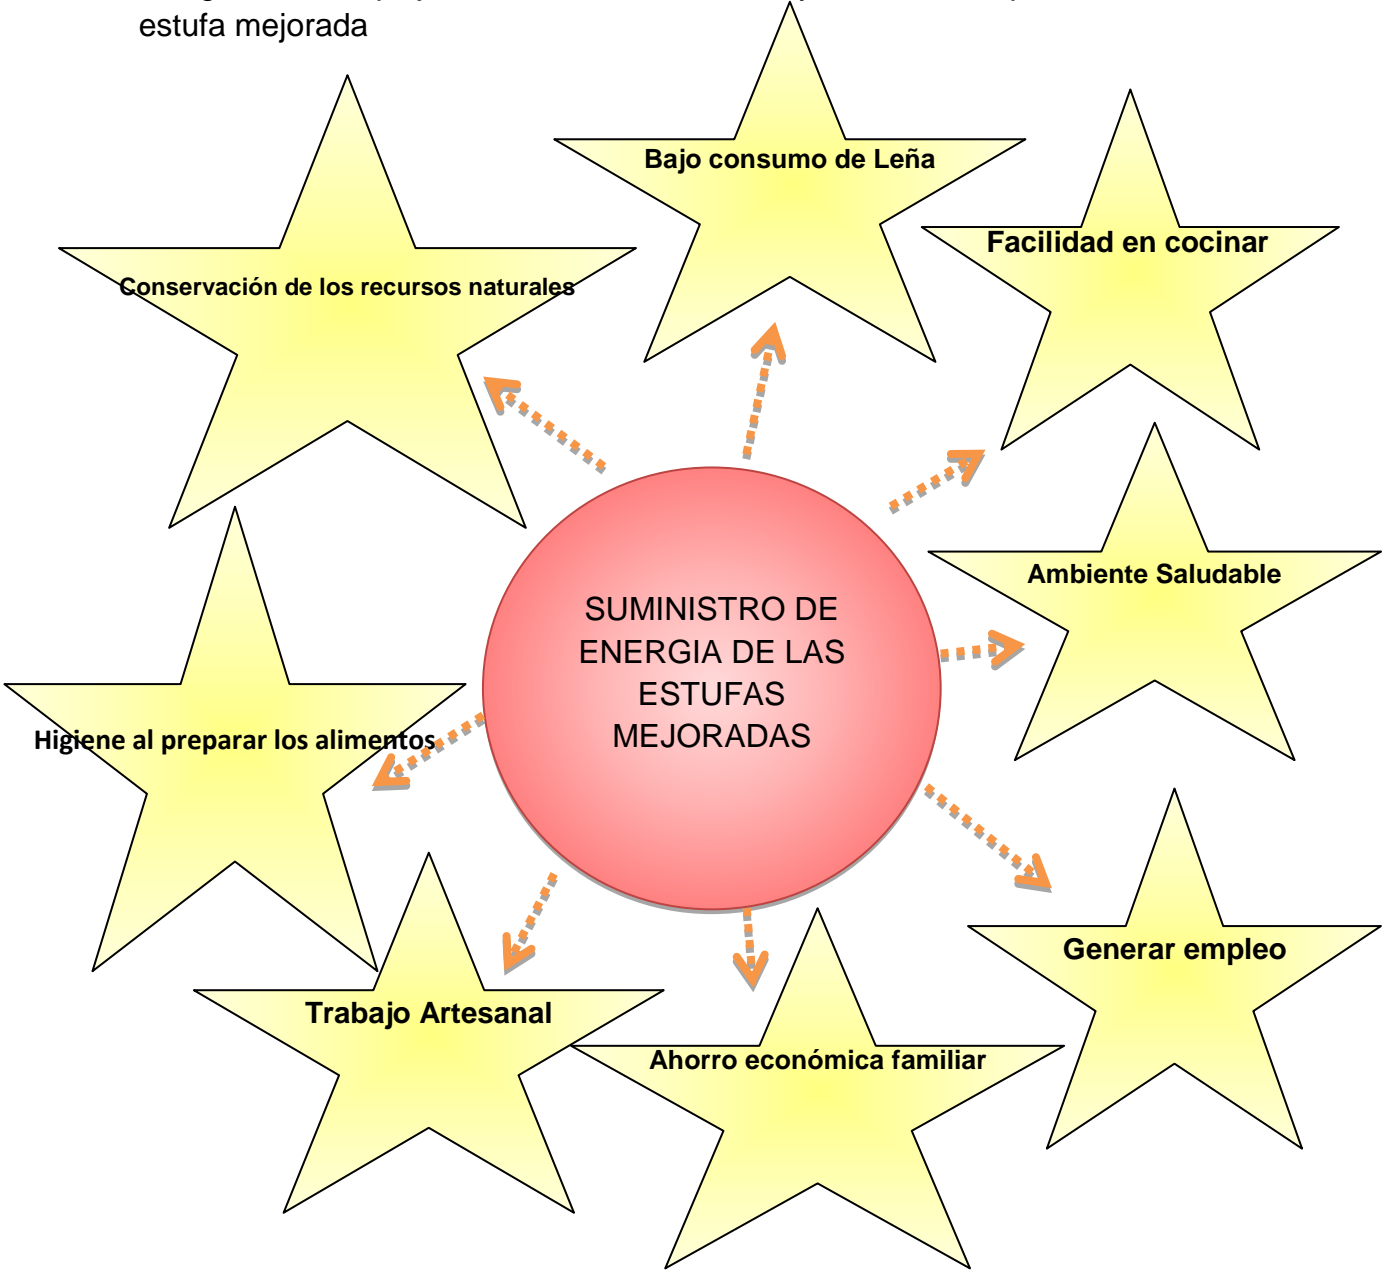 estufa mejorada
Bajo consumo de Leña
Facilidad en cocinar
Conservación de los recursos naturales
Ambiente Saludable
SUMINISTRO DE
ENERGIA DE LAS
ESTUFAS
MEJORADAS
Higiene al preparar los alimentos
Generar empleo
Trabajo Artesanal
Ahorro económica familiar